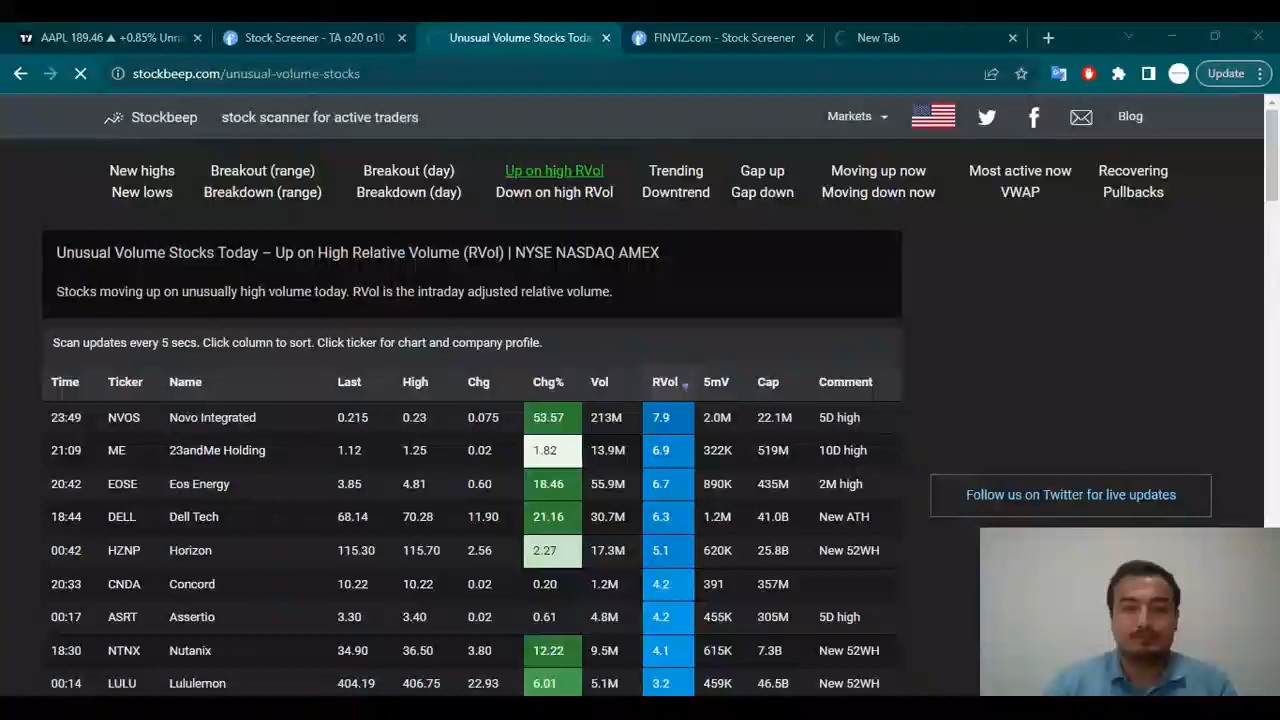 AAPL 189.46 ▲ +0.85% Unna
Stock Screener - TA o20 o10
Unusual Volume Stocks Toda
FINVIZ.com - Stock Screener
New Tab
stockbeep.com/unusual-volume-stocks
Update
Stockbeep stock scanner for active traders
Markets
Blog
New highs Breakout (range) Breakout (day) Up on high RVol Trending Gap up Moving up now Most active now Recovering
New lows Breakdown (range) Breakdown (day) Down on high RVol Downtrend Gap down Moving down now VWAP Pullbacks
Unusual Volume Stocks Today – Up on High Relative Volume (RVol) | NYSE NASDAQ AMEX
Stocks moving up on unusually high volume today. RVol is the intraday adjusted relative volume.
Scan updates every 5 secs. Click column to sort. Click ticker for chart and company profile.
Time Ticker Name Last High Chg Chg% Vol RVol 5mV Cap Comment
23:49 NVOS Novo Integrated 0.215 0.23 0.075 53.57 213M 7.9 2.0M 22.1M 5D high
21:09 ME 23andMe Holding 1.12 1.25 0.02 1.82 13.9M 6.9 322K 519M 10D high
20:42 EOSE Eos Energy 3.85 4.81 0.60 18.46 55.9M 6.7 890K 435M 2M high
18:44 DELL Dell Tech 68.14 70.28 11.90 21.16 30.7M 6.3 1.2M 41.0B New ATH
00:42 HZNP Horizon 115.30 115.70 2.56 2.27 17.3M 5.1 620K 25.8B New 52WH
20:33 CNDA Concord 10.22 10.22 0.02 0.20 1.2M 4.2 391 357M
00:17 ASRT Assertio 3.30 3.40 0.02 0.61 4.8M 4.2 455K 305M 5D high
18:30 NTNX Nutanix 34.90 36.50 3.80 12.22 9.5M 4.1 615K 7.3B New 52WH
00:14 LULU Lululemon 404.19 406.75 22.93 6.01 5.1M 3.2 459K 46.5B New 52WH
Follow us on Twitter for live updates